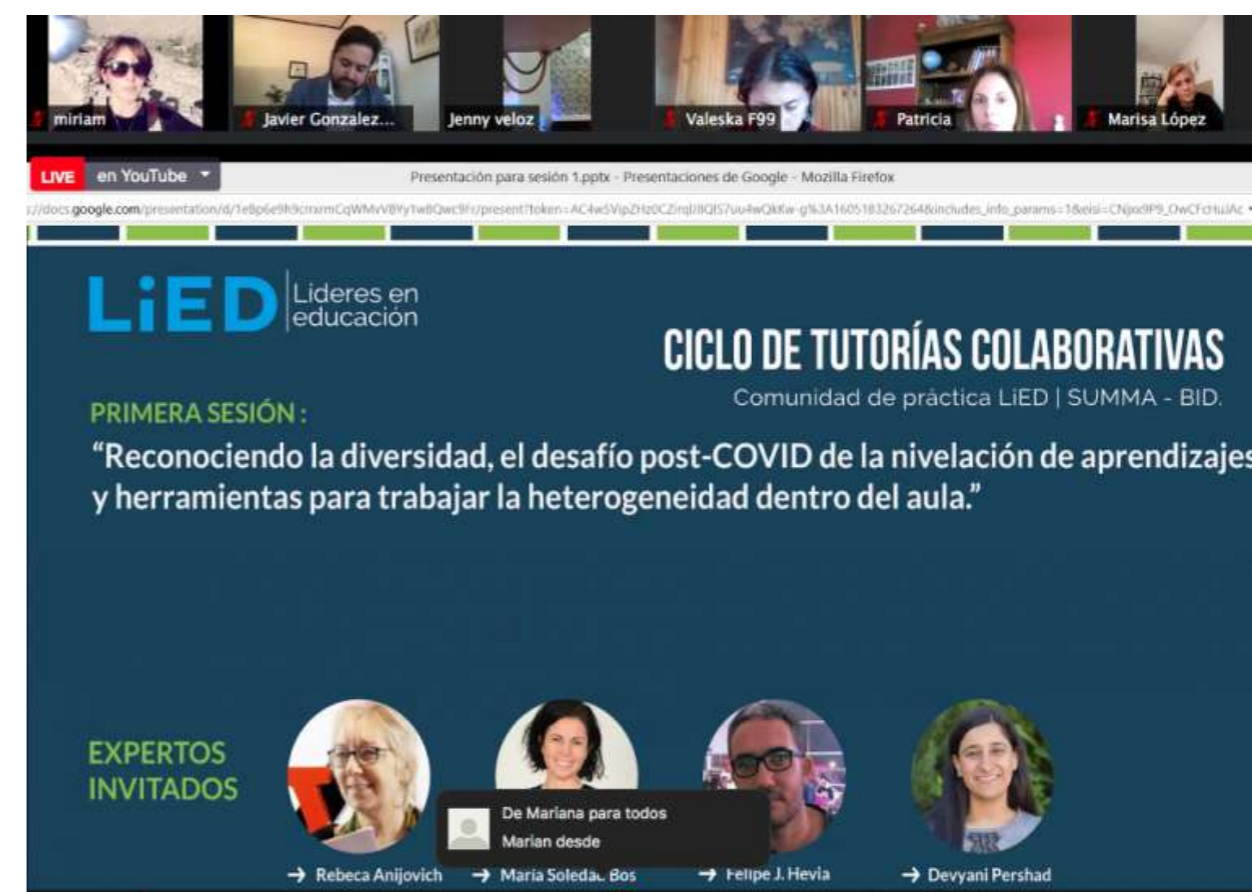 miriam
Javier Gonzalez...
Jenny veloz
Valeska F99
Patricia
Marisa López
LIVE en YouTube
Presentación para sesión 1.pptx - Presentaciones de Google - Mozilla Firefox
LiED Lideres en educación
CICLO DE TUTORÍAS COLABORATIVAS
Comunidad de práctica LiED | SUMMA - BID.
PRIMERA SESIÓN :
“Reconociendo la diversidad, el desafío post-COVID de la nivelación de aprendizajes
y herramientas para trabajar la heterogeneidad dentro del aula.”
EXPERTOS
INVITADOS
De Mariana para todos
Marian desde
→ Rebeca Anijovich
→ María Soledad Bos
→ Felipe J. Hevia
→ Devyani Pershad